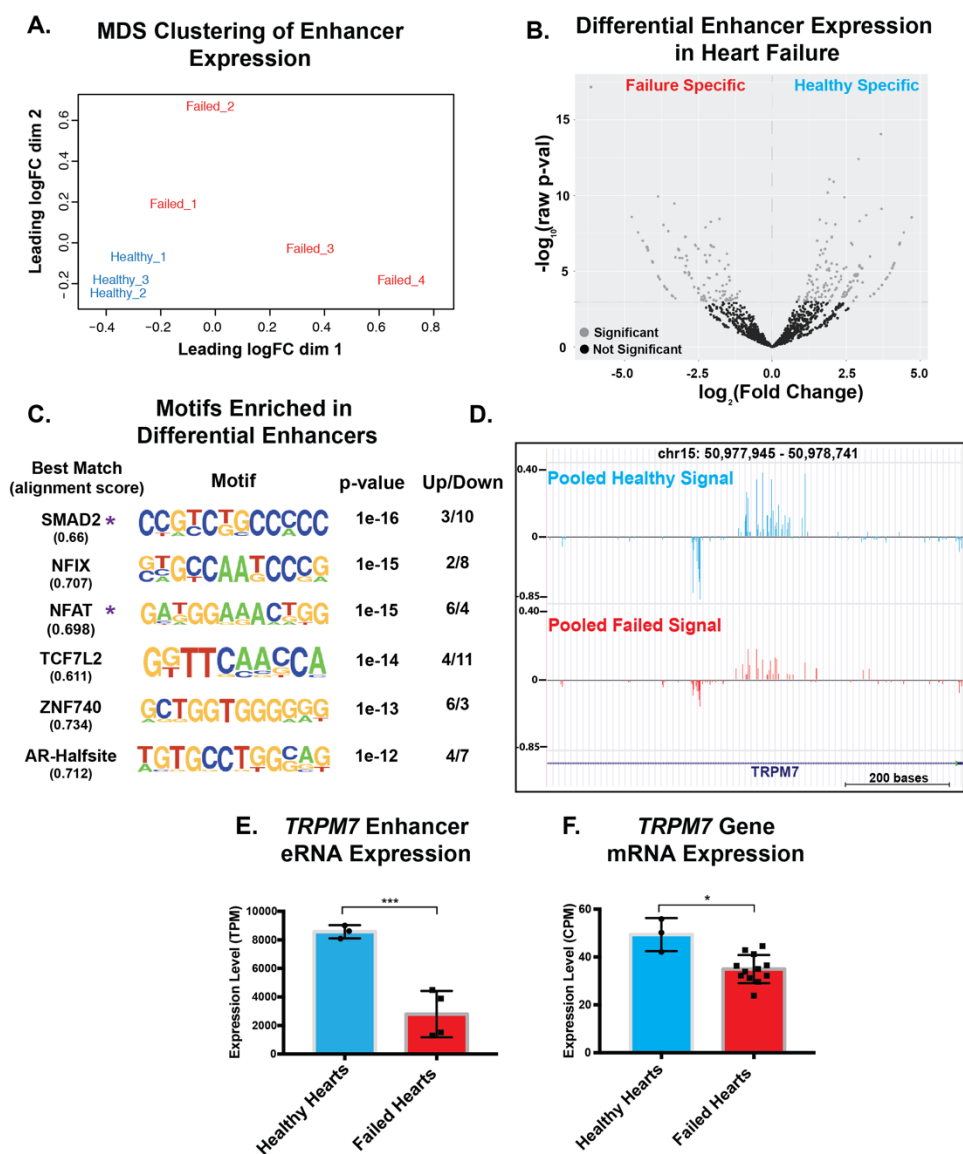 A.
MDS Clustering of Enhancer
Expression
Leading logFC dim 2
0.6
0.4
0.2
0.0
-0.2
Failed_2
Failed_1
Healthy_1
Healthy_3
Healthy_2
Failed_3
Failed_4
-0.4 -0.2 0.0 0.2 0.4 0.6 0.8
Leading logFC dim 1
B.
Differential Enhancer Expression
in Heart Failure
Failure Specific Healthy Specific
-log10(raw p-val)
15
10
5
0
Significant
Not Significant
-5.0 -2.5 0.0 2.5 5.0
log2(Fold Change)
C.
Motifs Enriched in
Differential Enhancers
Best Match
(alignment score) Motif p-value Up/Down
SMAD2 * CCGTCTGCCCCC 1e-16 3/10
(0.66)
NFIX GTGCCAATCCCG 1e-15 2/8
(0.707)
NFAT * GATGGAAACTGG 1e-15 6/4
(0.698)
TCF7L2 GGTTCAACCA 1e-14 4/11
(0.611)
ZNF740 GCTGGTGGGGGG 1e-13 6/3
(0.734)
AR-Halfsite TGTGCCTGGCAG 1e-12 4/7
(0.712)
D.
chr15: 50,977,945 - 50,978,741
0.40
Pooled Healthy Signal
0
-0.85
0.40
Pooled Failed Signal
0
-0.85
TRPM7
200 bases
E.
TRPM7 Enhancer
eRNA Expression
Expression Level (TPM)
10000
8000
6000
4000
2000
0
***
Healthy Hearts
Failed Hearts
F.
TRPM7 Gene
mRNA Expression
Expression Level (CPM)
60
40
20
0
*
Healthy Hearts
Failed Hearts